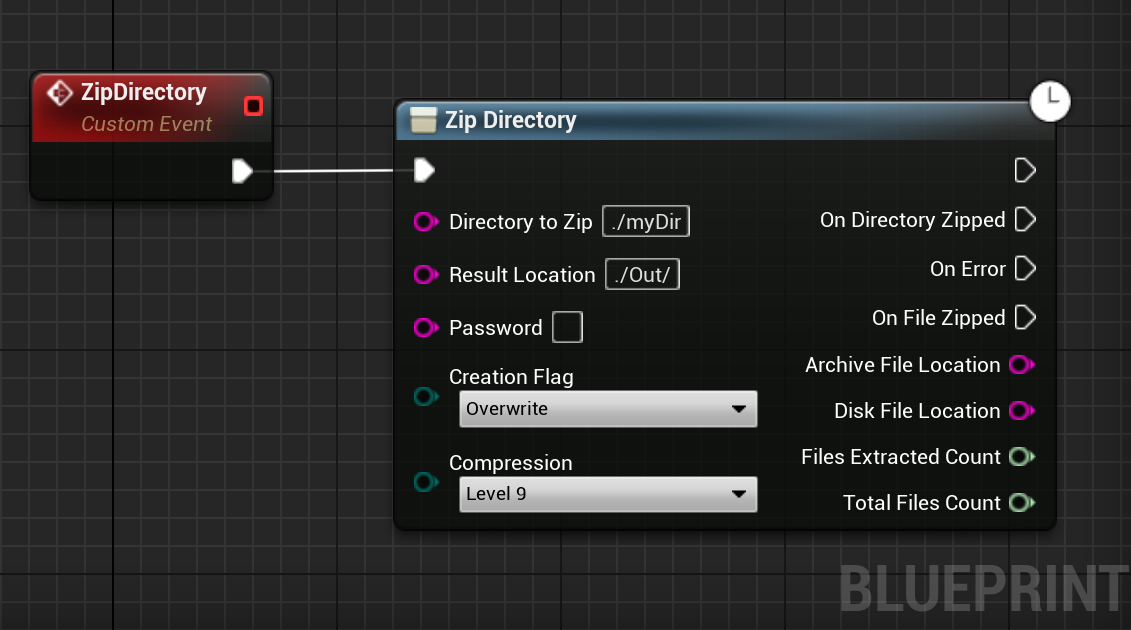 ZipDirectory
Custom Event
Zip Directory
Directory to Zip ./myDir
Result Location ./Out/
Password
Creation Flag
Overwrite
Compression
Level 9
On Directory Zipped
On Error
On File Zipped
Archive File Location
Disk File Location
Files Extracted Count
Total Files Count
BLUEPRINT